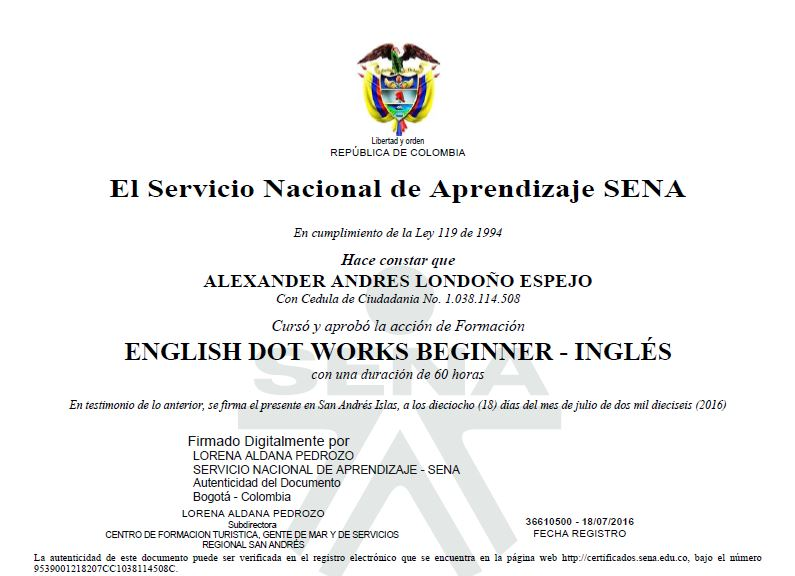 Libertad y orden
REPÚBLICA DE COLOMBIA
El Servicio Nacional de Aprendizaje SENA
En cumplimiento de la Ley 119 de 1994
Hace constar que
ALEXANDER ANDRES LONDOÑO ESPEJO
Con Cedula de Ciudadania No. 1.038.114.508
Cursó y aprobó la acción de Formación
ENGLISH DOT WORKS BEGINNER - INGLÉS
con una duración de 60 horas
SENA
En testimonio de lo anterior, se firma el presente en San Andrés Islas, a los dieciocho (18) días del mes de julio de dos mil dieciseis (2016)
Firmado Digitalmente por
LORENA ALDANA PEDROZO
SERVICIO NACIONAL DE APRENDIZAJE - SENA
Autenticidad del Documento
Bogotá - Colombia
LORENA ALDANA PEDROZO
Subdirectora
CENTRO DE FORMACION TURISTICA, GENTE DE MAR Y DE SERVICIOS
REGIONAL SAN ANDRÉS
36610500 - 18/07/2016
FECHA REGISTRO
La autenticidad de este documento puede ser verificada en el registro electrónico que se encuentra en la página web http://certificados.sena.edu.co, bajo el número
9539001218207CC1038114508C.